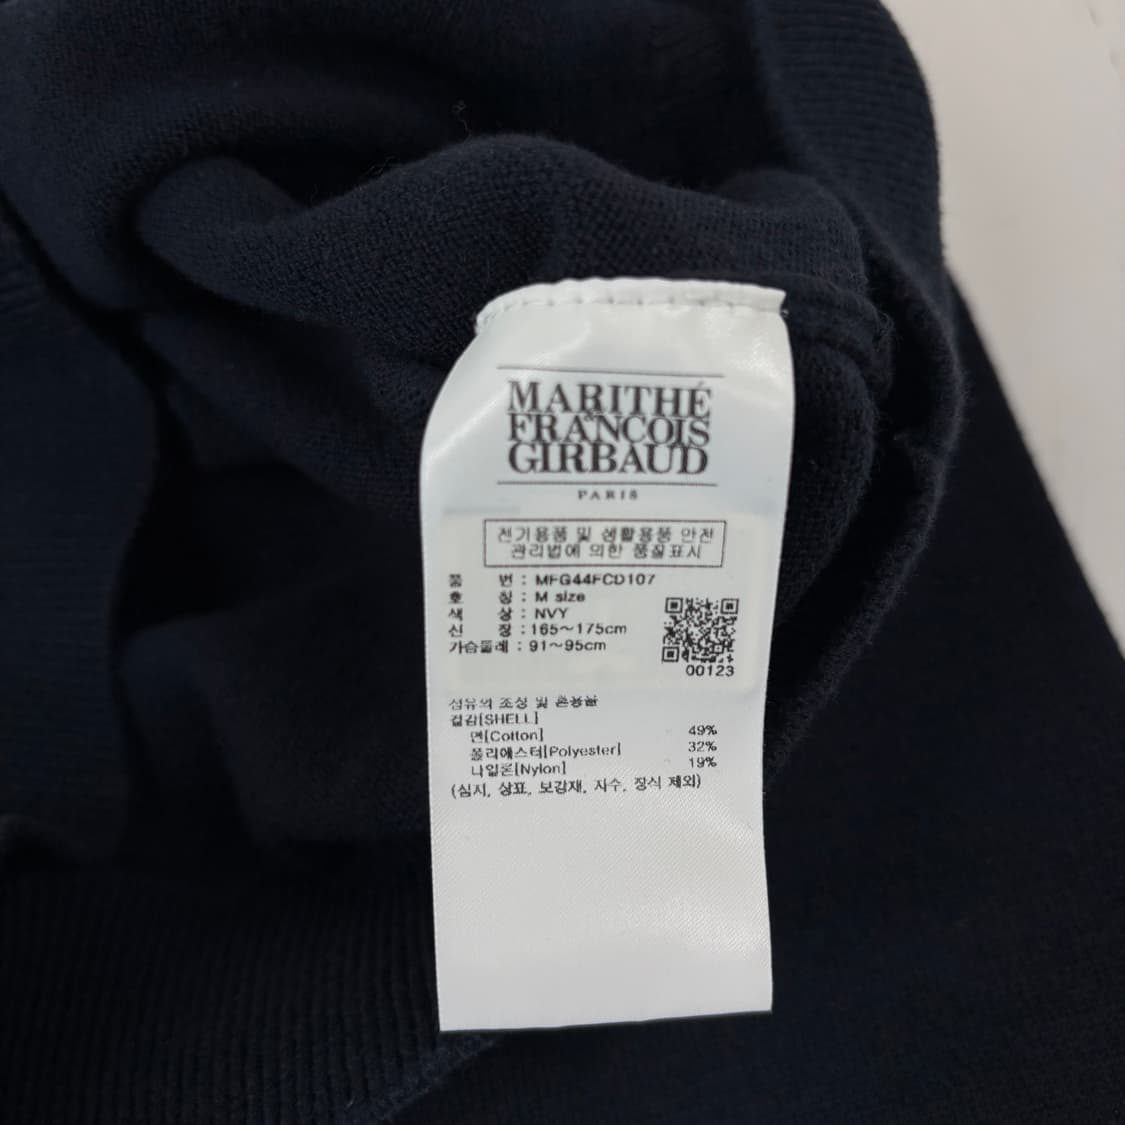 MARITHÉ
FRANCOIS
GIRBAUD
PARIS
전기용품 및 생활용품 안전
관리법에 의한 품질표시
품 번 : MFG44FCD107
호 칭 : M size
색 상 : NVY
신 장 : 165~175cm
가슴둘레 : 91~95cm
00123
섬유의 조성 및 혼용율
겉감[SHELL]
면[Cotton] 49%
폴리에스터[Polyester] 32%
나일론[Nylon] 19%
(심지, 상표, 보강재, 자수, 장식 제외)